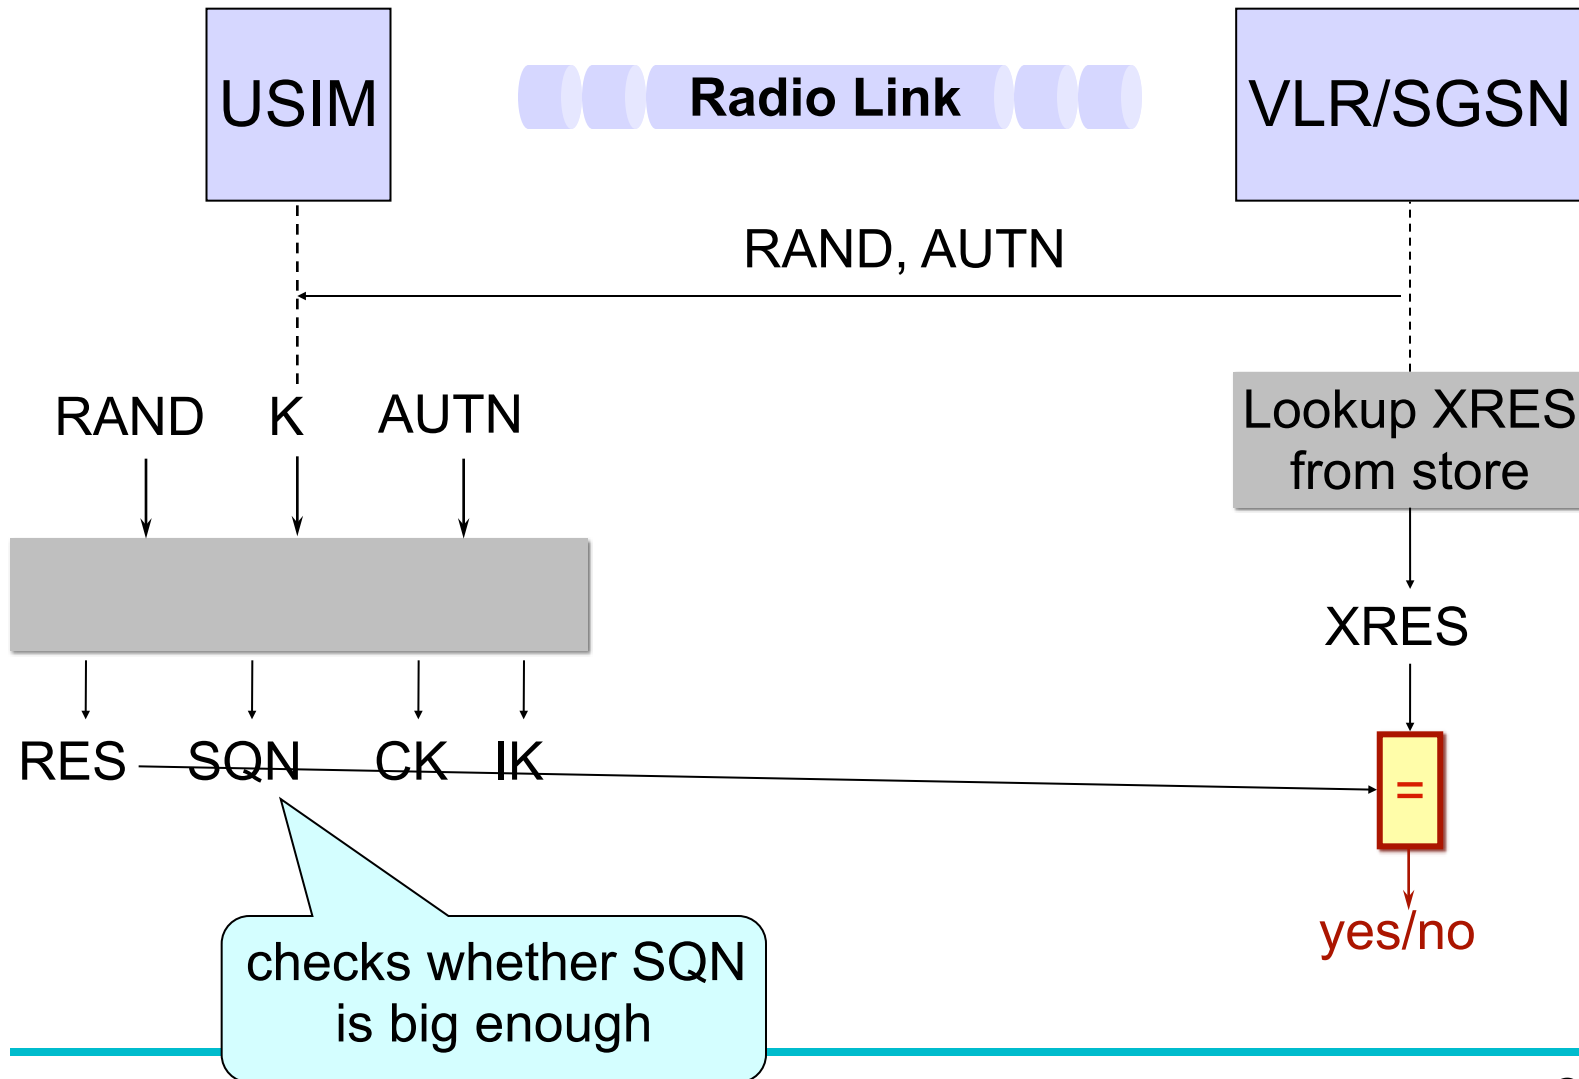 USIM
Radio Link
VLR/SGSN
RAND, AUTN
RAND K AUTN
Lookup XRES
from store
XRES
RES SQN CK IK
=
yes/no
checks whether SQN
is big enough